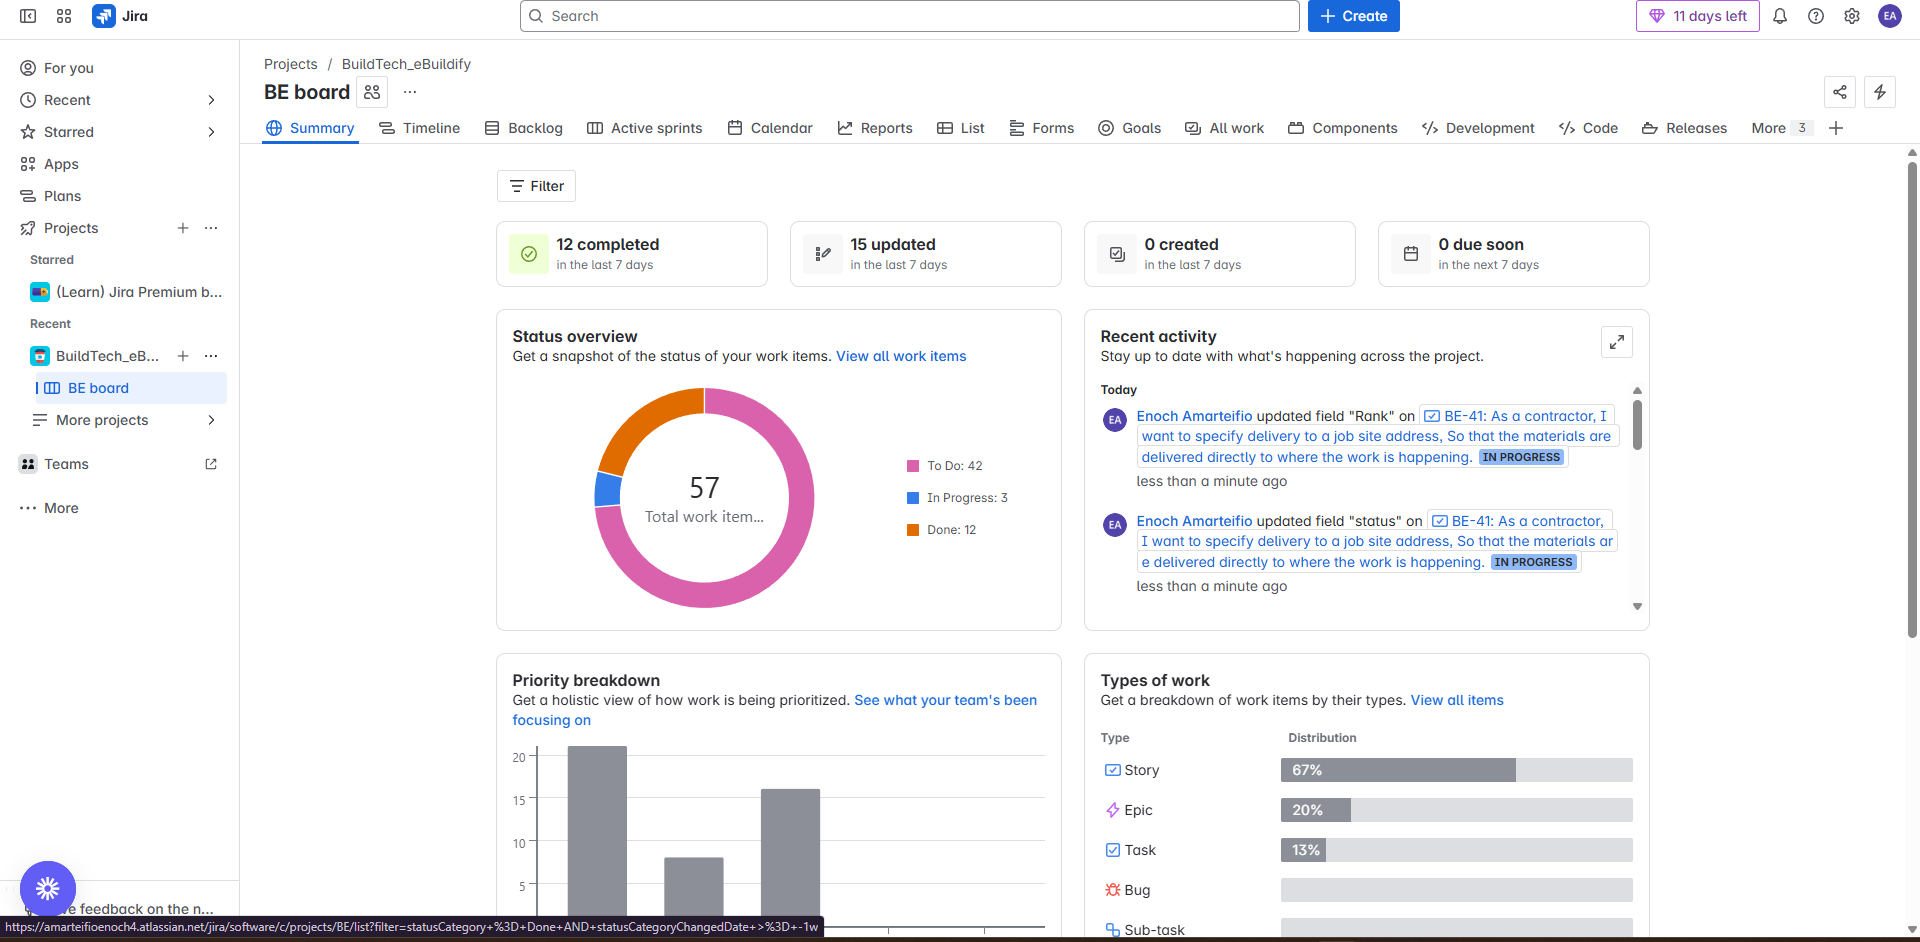 Jira
Search
Create
11 days left
EA
For you
Recent
Starred
Apps
Plans
Projects
Starred
(Learn) Jira Premium b...
Recent
BuildTech_eB...
BE board
More projects
Teams
More
Projects / BuildTech_eBuildify
BE board
Summary
Timeline
Backlog
Active sprints
Calendar
Reports
List
Forms
Goals
All work
Components
Development
Code
Releases
More 3
Filter
12 completed
in the last 7 days
15 updated
in the last 7 days
0 created
in the last 7 days
0 due soon
in the next 7 days
Status overview
Get a snapshot of the status of your work items. View all work items
57
Total work item...
To Do: 42
In Progress: 3
Done: 12
Recent activity
Stay up to date with what's happening across the project.
Today
EA
Enoch Amarteifio updated field "Rank" on BE-41: As a contractor, I
want to specify delivery to a job site address, So that the materials are
delivered directly to where the work is happening. IN PROGRESS
less than a minute ago
EA
Enoch Amarteifio updated field "status" on BE-41: As a contractor,
I want to specify delivery to a job site address, So that the materials ar
e delivered directly to where the work is happening. IN PROGRESS
less than a minute ago
Priority breakdown
Get a holistic view of how work is being prioritized. See what your team's been
focusing on
20
15
10
5
Types of work
Get a breakdown of work items by their types. View all items
Type Distribution
Story 67%
Epic 20%
Task 13%
Bug
Sub-task
e feedback on the n...
https://amarteifioenoch4.atlassian.net/jira/software/c/projects/BE/list?filter=statusCategory+%3D+Done+AND+statusCategoryChangedDate+>%3D+-1w